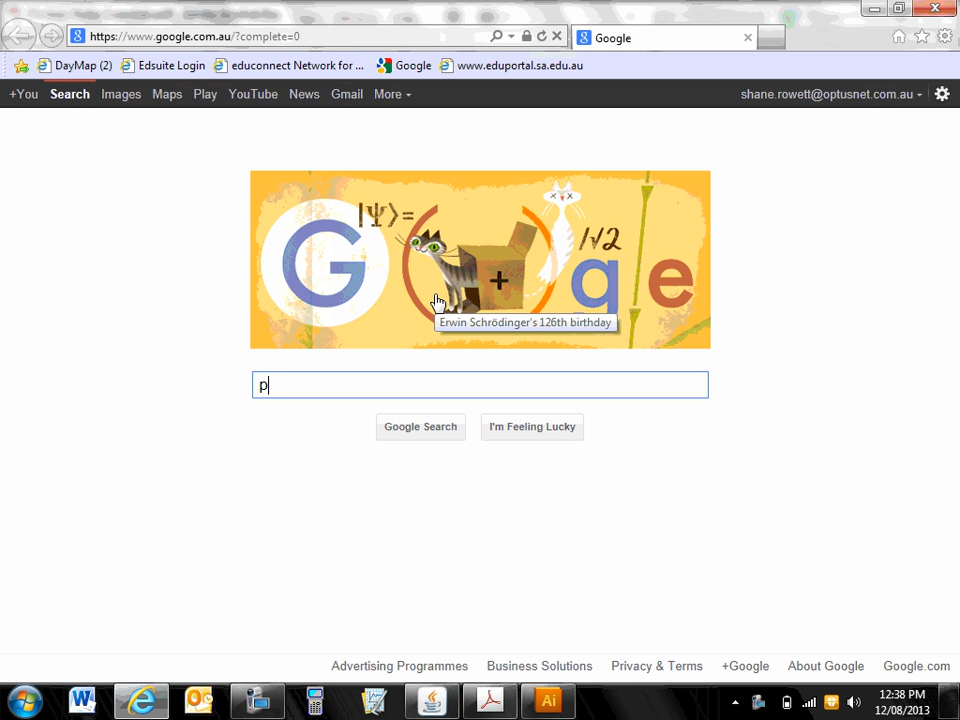 https://www.google.com.au/?complete=0
Google
DayMap (2)
Edsuite Login
educonnect Network for ...
Google
www.eduportal.sa.edu.au
+You Search Images Maps Play YouTube News Gmail More
shane.rowett@optusnet.com.au
|Ψ⟩=
G ( + ) /√2 g e
Erwin Schrödinger's 126th birthday
p
Google Search
I'm Feeling Lucky
Advertising Programmes Business Solutions Privacy & Terms +Google About Google Google.com
Ai
12:38 PM
12/08/2013